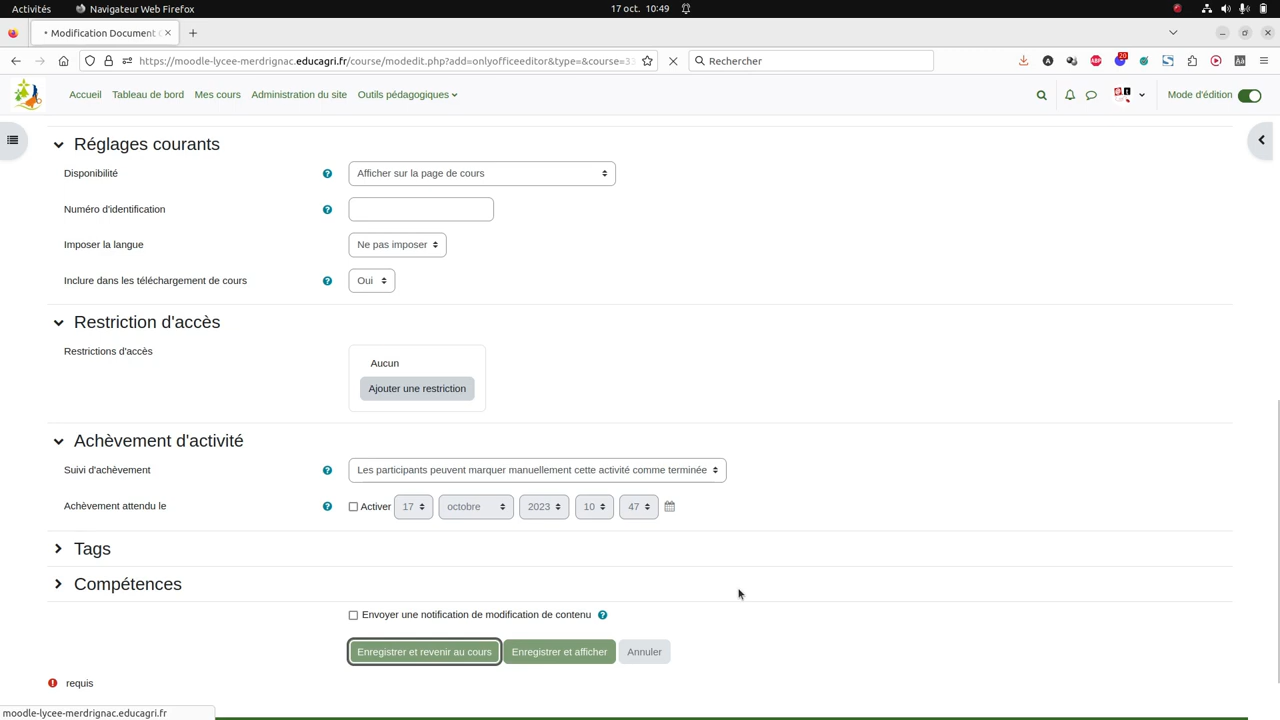 Activités
Navigateur Web Firefox
17 oct. 10:49
Modification Document
https://moodle-lycee-merdrignac.educagri.fr/course/modedit.php?add=onlyofficeeditor&type=&course=33
Rechercher
20
ABP
Accueil
Tableau de bord
Mes cours
Administration du site
Outils pédagogiques
Mode d'édition
Réglages courants
Disponibilité
Afficher sur la page de cours
Numéro d'identification
Imposer la langue
Ne pas imposer
Inclure dans les téléchargement de cours
Oui
Restriction d'accès
Restrictions d'accès
Aucun
Ajouter une restriction
Achèvement d'activité
Suivi d'achèvement
Les participants peuvent marquer manuellement cette activité comme terminée
Achèvement attendu le
Activer 17 octobre 2023 10 47
Tags
Compétences
Envoyer une notification de modification de contenu
Enregistrer et revenir au cours
Enregistrer et afficher
Annuler
requis
moodle-lycee-merdrignac.educagri.fr